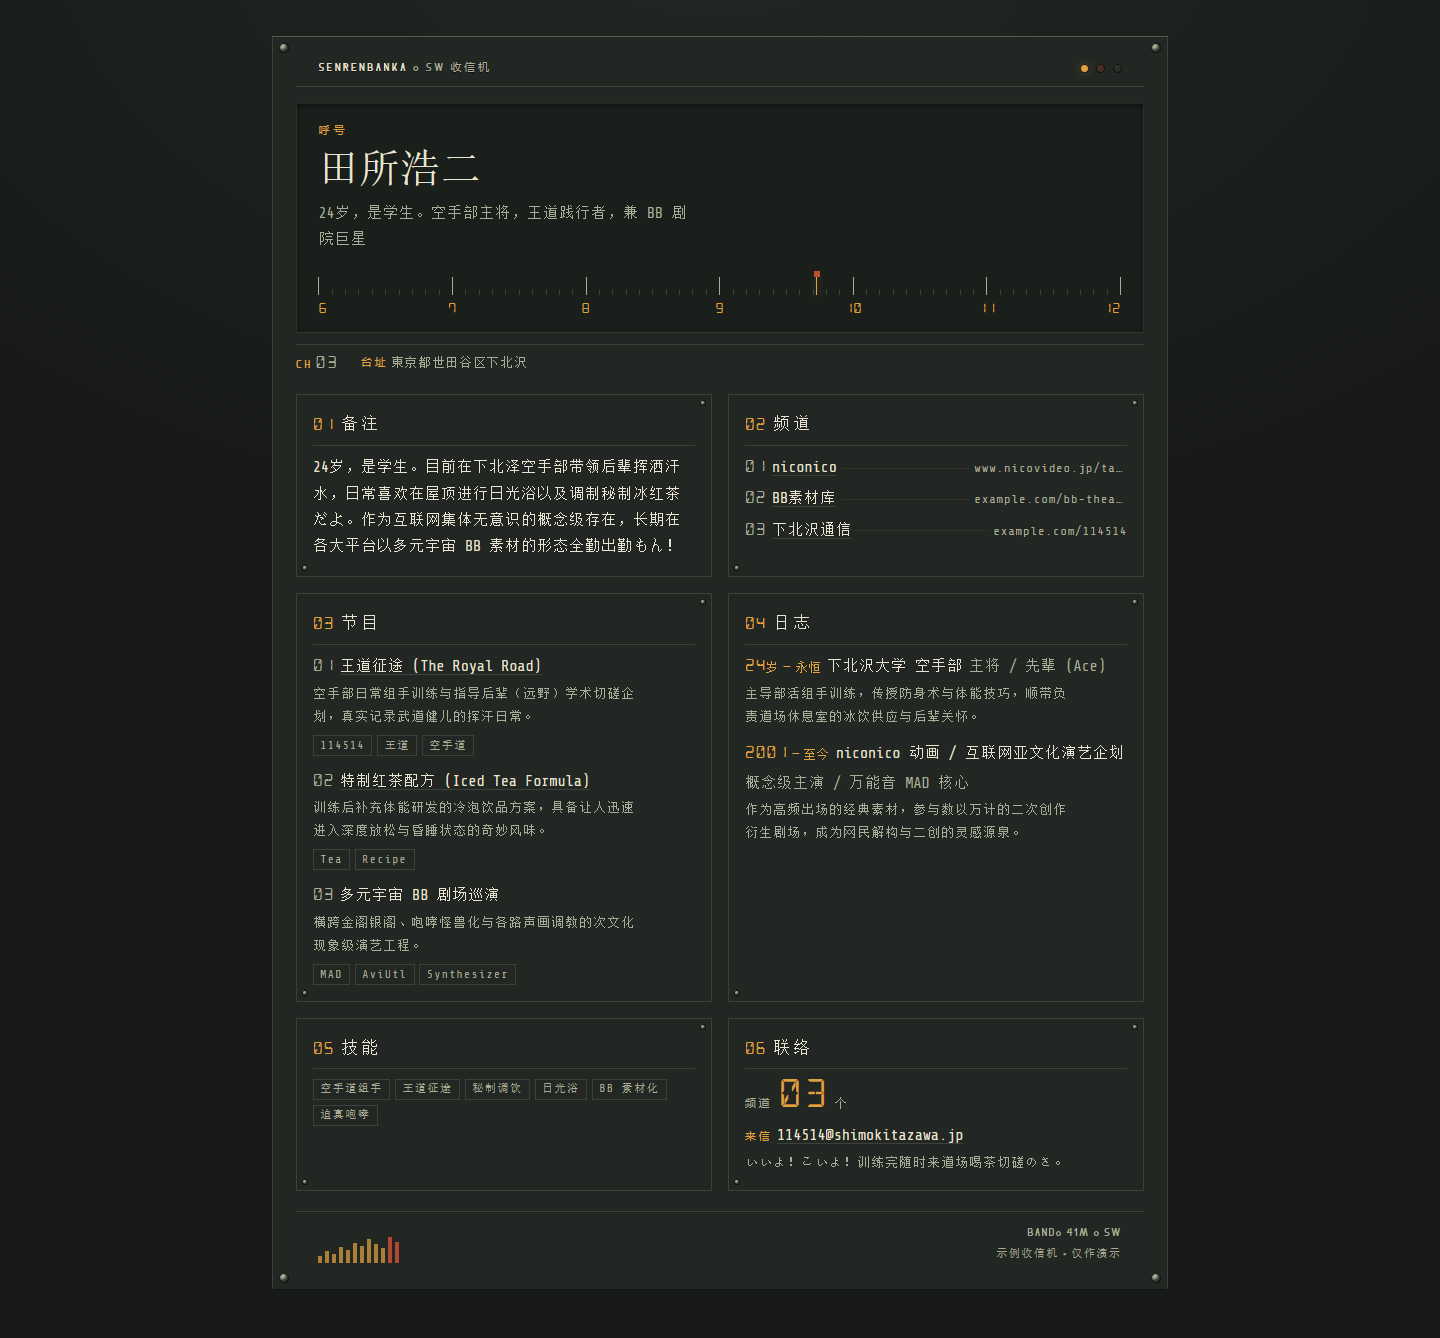 SENRENBANKA o SW 收信机
呼号
田所浩二
24岁，是学生。空手部主将，王道践行者，兼 BB 剧
院巨星
6 7 8 9 10 11 12
CH 03 台址 東京都世田谷区下北沢
01 备注
24岁，是学生。目前在下北泽空手部带领后辈挥洒汗
水，日常喜欢在屋顶进行日光浴以及调制秘制冰红茶
だよ。作为互联网集体无意识的概念级存在，长期在
各大平台以多元宇宙 BB 素材的形态全勤出勤もん！
02 频道
01 niconico www.nicovideo.jp/ta…
02 BB素材库 example.com/bb-thea…
03 下北沢通信 example.com/114514
03 节目
01 王道征途 (The Royal Road)
空手部日常组手训练与指导后辈（远野）学术切磋企
划，真实记录武道健儿的挥汗日常。
114514 王道 空手道
02 特制红茶配方 (Iced Tea Formula)
训练后补充体能研发的冷泡饮品方案，具备让人迅速
进入深度放松与昏睡状态的奇妙风味。
Tea Recipe
03 多元宇宙 BB 剧场巡演
横跨金阁银阁、咆哮怪兽化与各路声画调教的次文化
现象级演艺工程。
MAD AviUtl Synthesizer
04 日志
24岁 — 永恒 下北沢大学 空手部 主将 / 先輩 (Ace)
主导部活组手训练，传授防身术与体能技巧，顺带负
责道场休息室的冰饮供应与后辈关怀。
2001 — 至今 niconico 动画 / 互联网亚文化演艺企划
概念级主演 / 万能音 MAD 核心
作为高频出场的经典素材，参与数以万计的二次创作
衍生剧场，成为网民解构与二创的灵感源泉。
05 技能
空手道组手 王道征途 秘制调饮 日光浴 BB 素材化
迫真咆哮
06 联络
频道 03 个
来信 114514@shimokitazawa.jp
いいよ！こいよ！训练完随时来道场喝茶切磋のさ。
BANDo 41M o SW
示例收信机 · 仅作演示